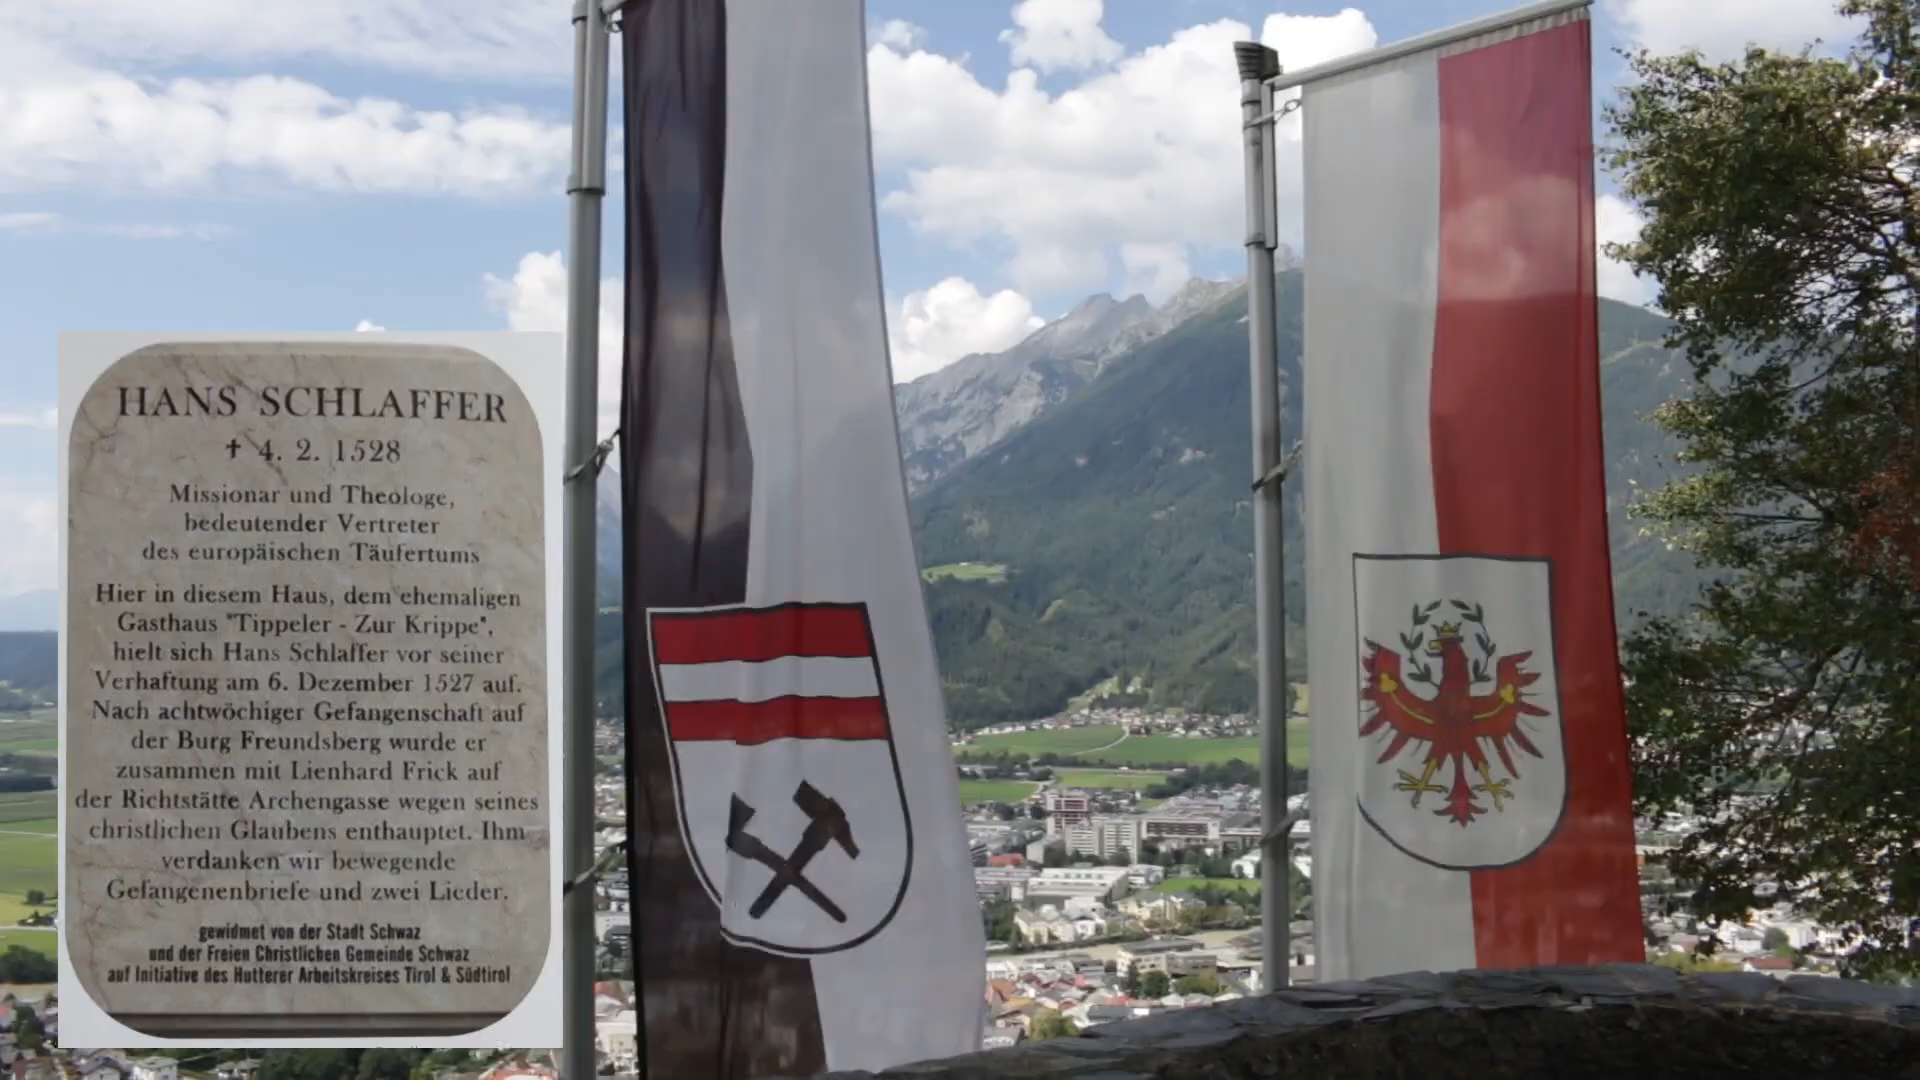 HANS SCHLAFFER
✝ 4. 2. 1528
Missionar und Theologe,
bedeutender Vertreter
des europäischen Täufertums
Hier in diesem Haus, dem ehemaligen
Gasthaus "Tippeler - Zur Krippe",
hielt sich Hans Schlaffer vor seiner
Verhaftung am 6. Dezember 1527 auf.
Nach achtwöchiger Gefangenschaft auf
der Burg Freundsberg wurde er
zusammen mit Lienhard Frick auf
der Richtstätte Archengasse wegen seines
christlichen Glaubens enthauptet. Ihm
verdanken wir bewegende
Gefangenenbriefe und zwei Lieder.
gewidmet von der Stadt Schwaz
und der Freien Christlichen Gemeinde Schwaz
auf Initiative des Hutterer Arbeitskreises Tirol & Südtirol